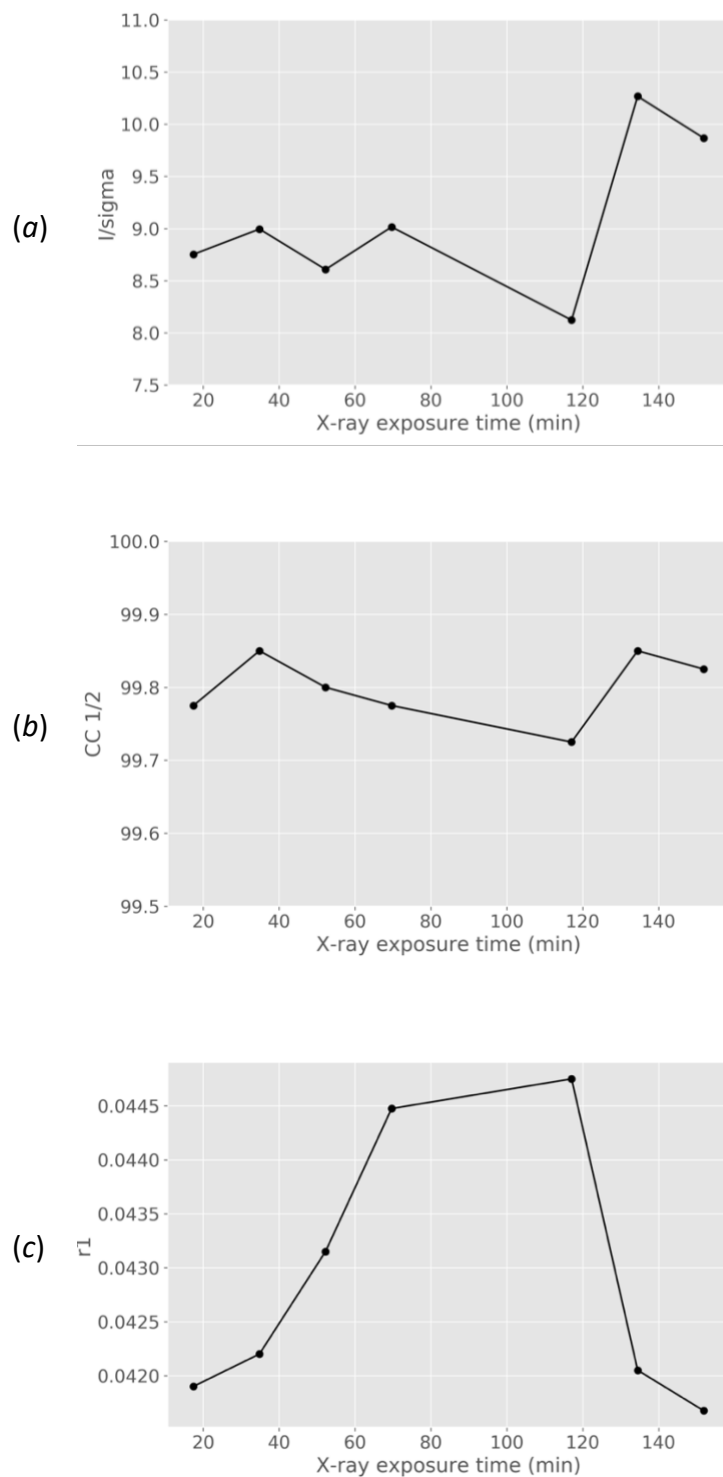 (a)
I/sigma
11.0
10.5
10.0
9.5
9.0
8.5
8.0
7.5
20 40 60 80 100 120 140
X-ray exposure time (min)
(b)
CC 1/2
100.0
99.9
99.8
99.7
99.6
99.5
20 40 60 80 100 120 140
X-ray exposure time (min)
(c)
r1
0.0445
0.0440
0.0435
0.0430
0.0425
0.0420
20 40 60 80 100 120 140
X-ray exposure time (min)